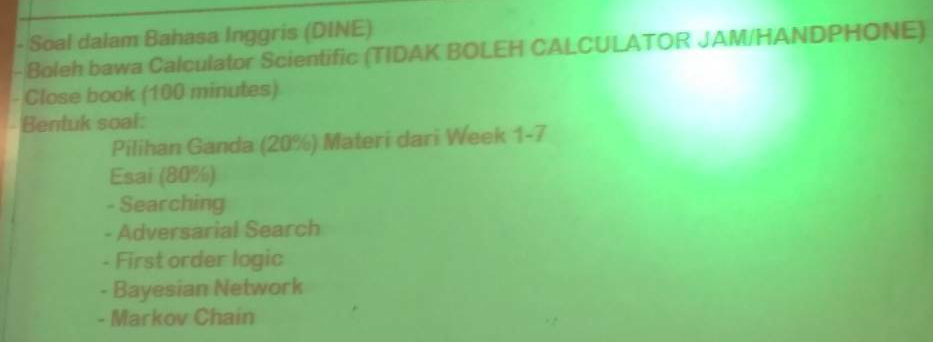 - Soal dalam Bahasa Inggris (DINE)
- Boleh bawa Calculator Scientific (TIDAK BOLEH CALCULATOR JAM/HANDPHONE)
- Close book (100 minutes)
- Bentuk soal:
Pilihan Ganda (20%) Materi dari Week 1-7
Esai (80%)
- Searching
- Adversarial Search
- First order logic
- Bayesian Network
- Markov Chain